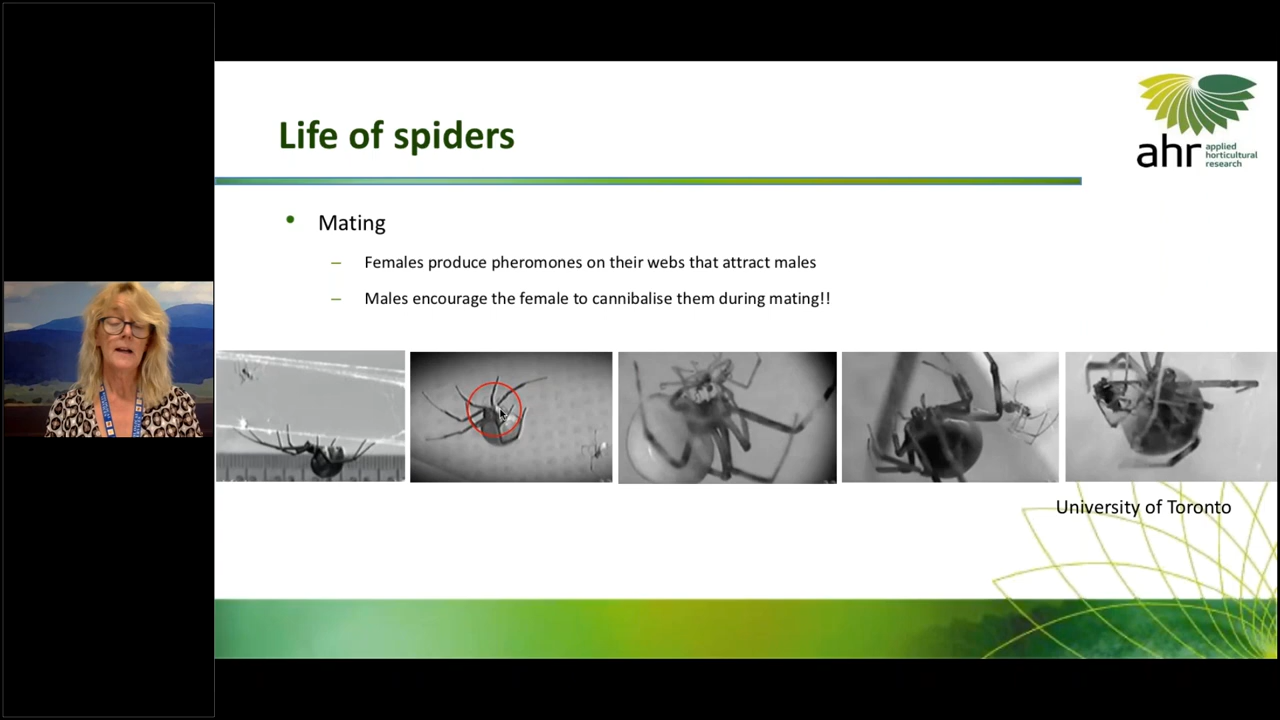 Life of spiders
ahr applied
horticultural
research
• Mating
– Females produce pheromones on their webs that attract males
– Males encourage the female to cannibalise them during mating!!
University of Toronto